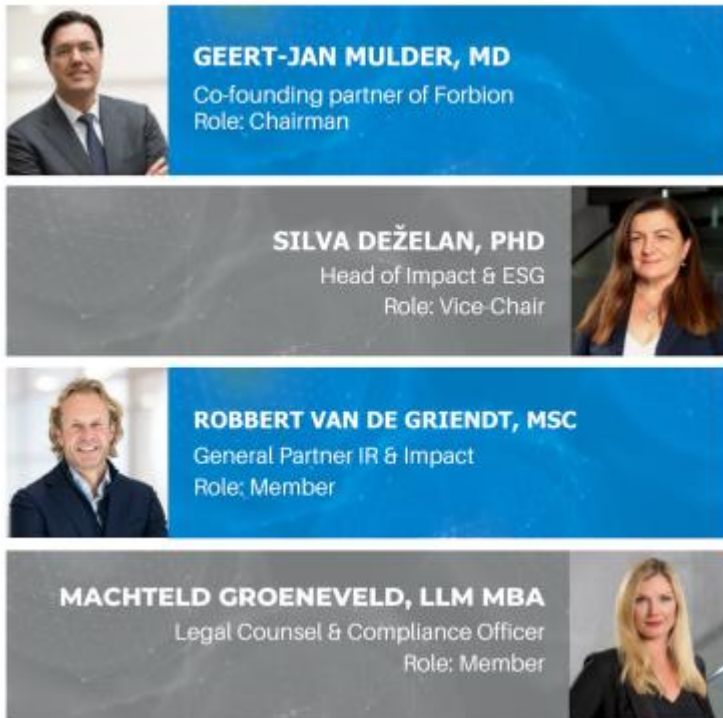 GEERT-JAN MULDER, MD
Co-founding partner of Forbion
Role: Chairman
SILVA DEŽELAN, PHD
Head of Impact & ESG
Role: Vice-Chair
ROBBERT VAN DE GRIENDT, MSC
General Partner IR & Impact
Role: Member
MACHTELD GROENEVELD, LLM MBA
Legal Counsel & Compliance Officer
Role: Member